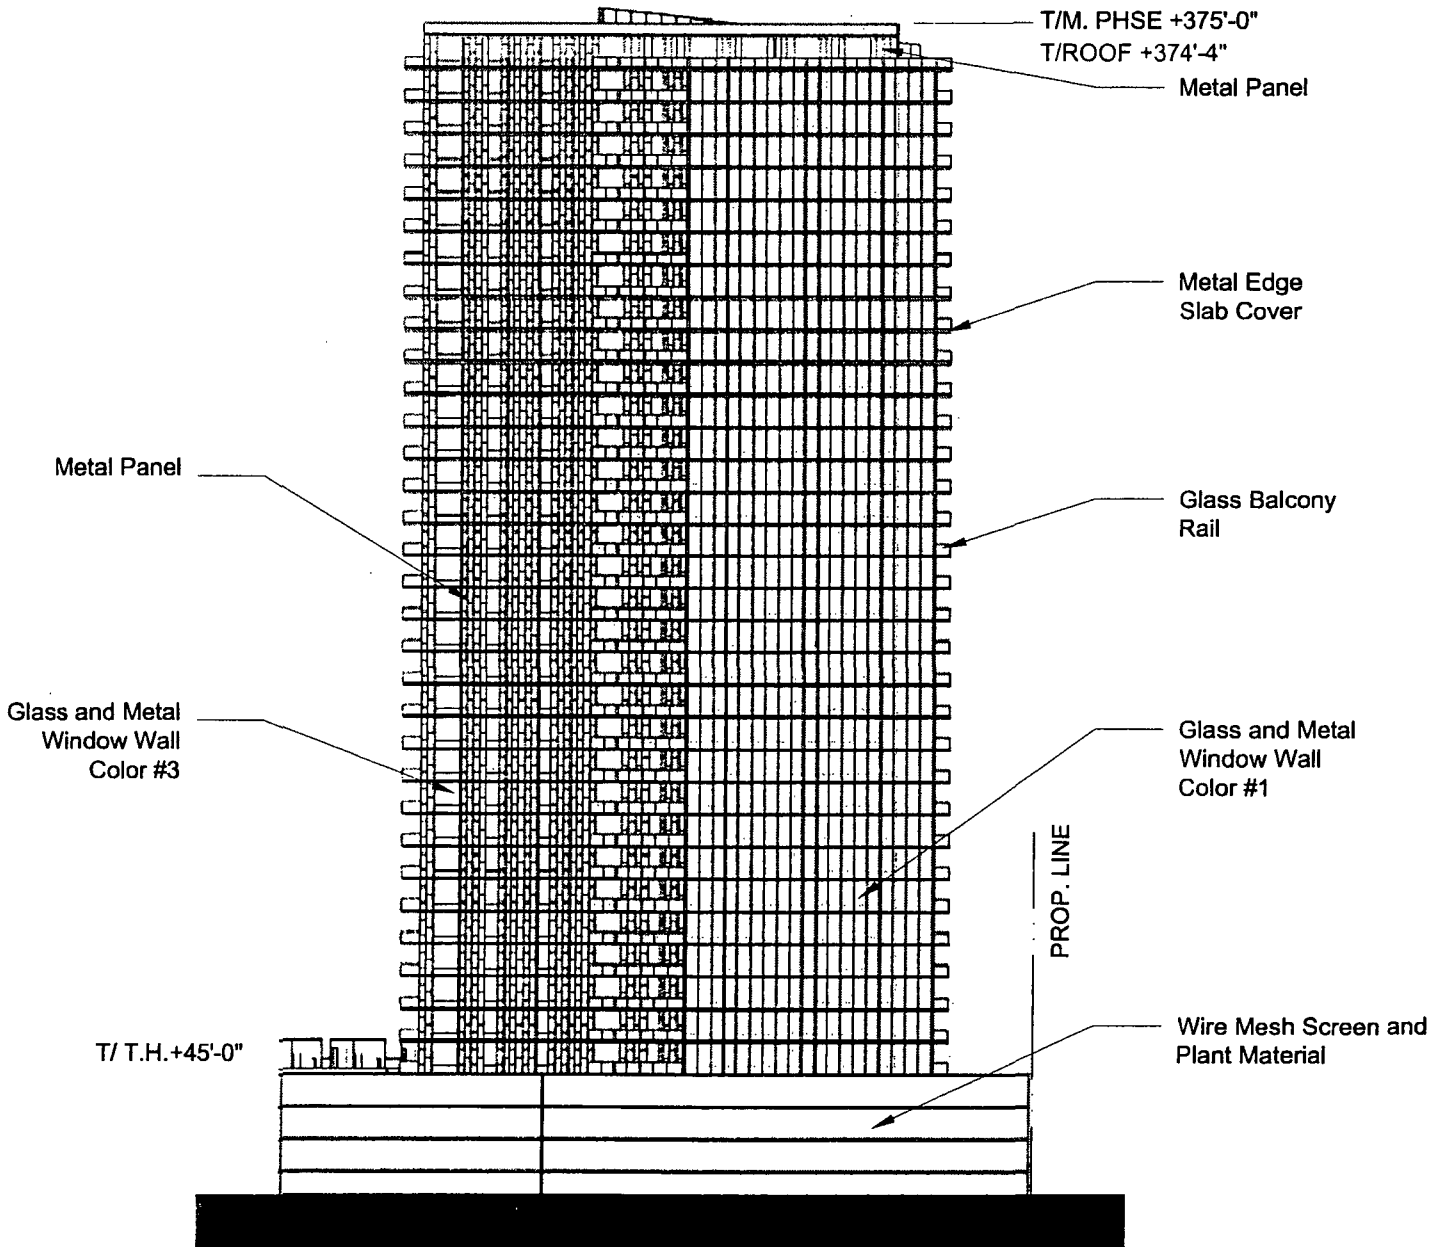 T/M. PHSE +375'-0"
T/ROOF +374'-4"
Metal Panel
Metal Edge
Slab Cover
Metal Panel
Glass Balcony
Rail
Glass and Metal
Window Wall
Color #3
Glass and Metal
Window Wall
Color #1
PROP. LINE
T/ T.H.+45'-0"
Wire Mesh Screen and
Plant Material